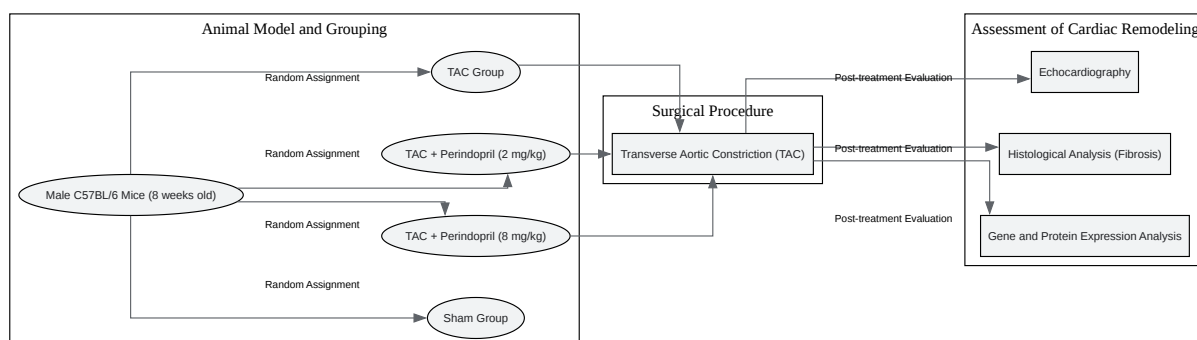 Animal Model and Grouping
Male C57BL/6 Mice (8 weeks old)
Random Assignment
TAC Group
Random Assignment
TAC + Perindopril (2 mg/kg)
Random Assignment
TAC + Perindopril (8 mg/kg)
Random Assignment
Sham Group
Surgical Procedure
Transverse Aortic Constriction (TAC)
Post-treatment Evaluation
Post-treatment Evaluation
Post-treatment Evaluation
Assessment of Cardiac Remodeling
Echocardiography
Histological Analysis (Fibrosis)
Gene and Protein Expression Analysis